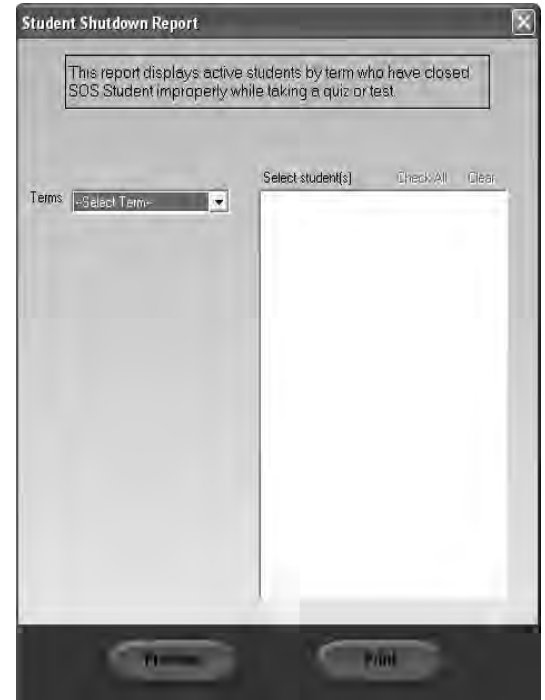 Student Shutdown Report
This report displays active students by term who have closed
SOS Student improperly while taking a quiz or test.
Select student(s) Check All Clear
Terms -Select Term-
Preview Print